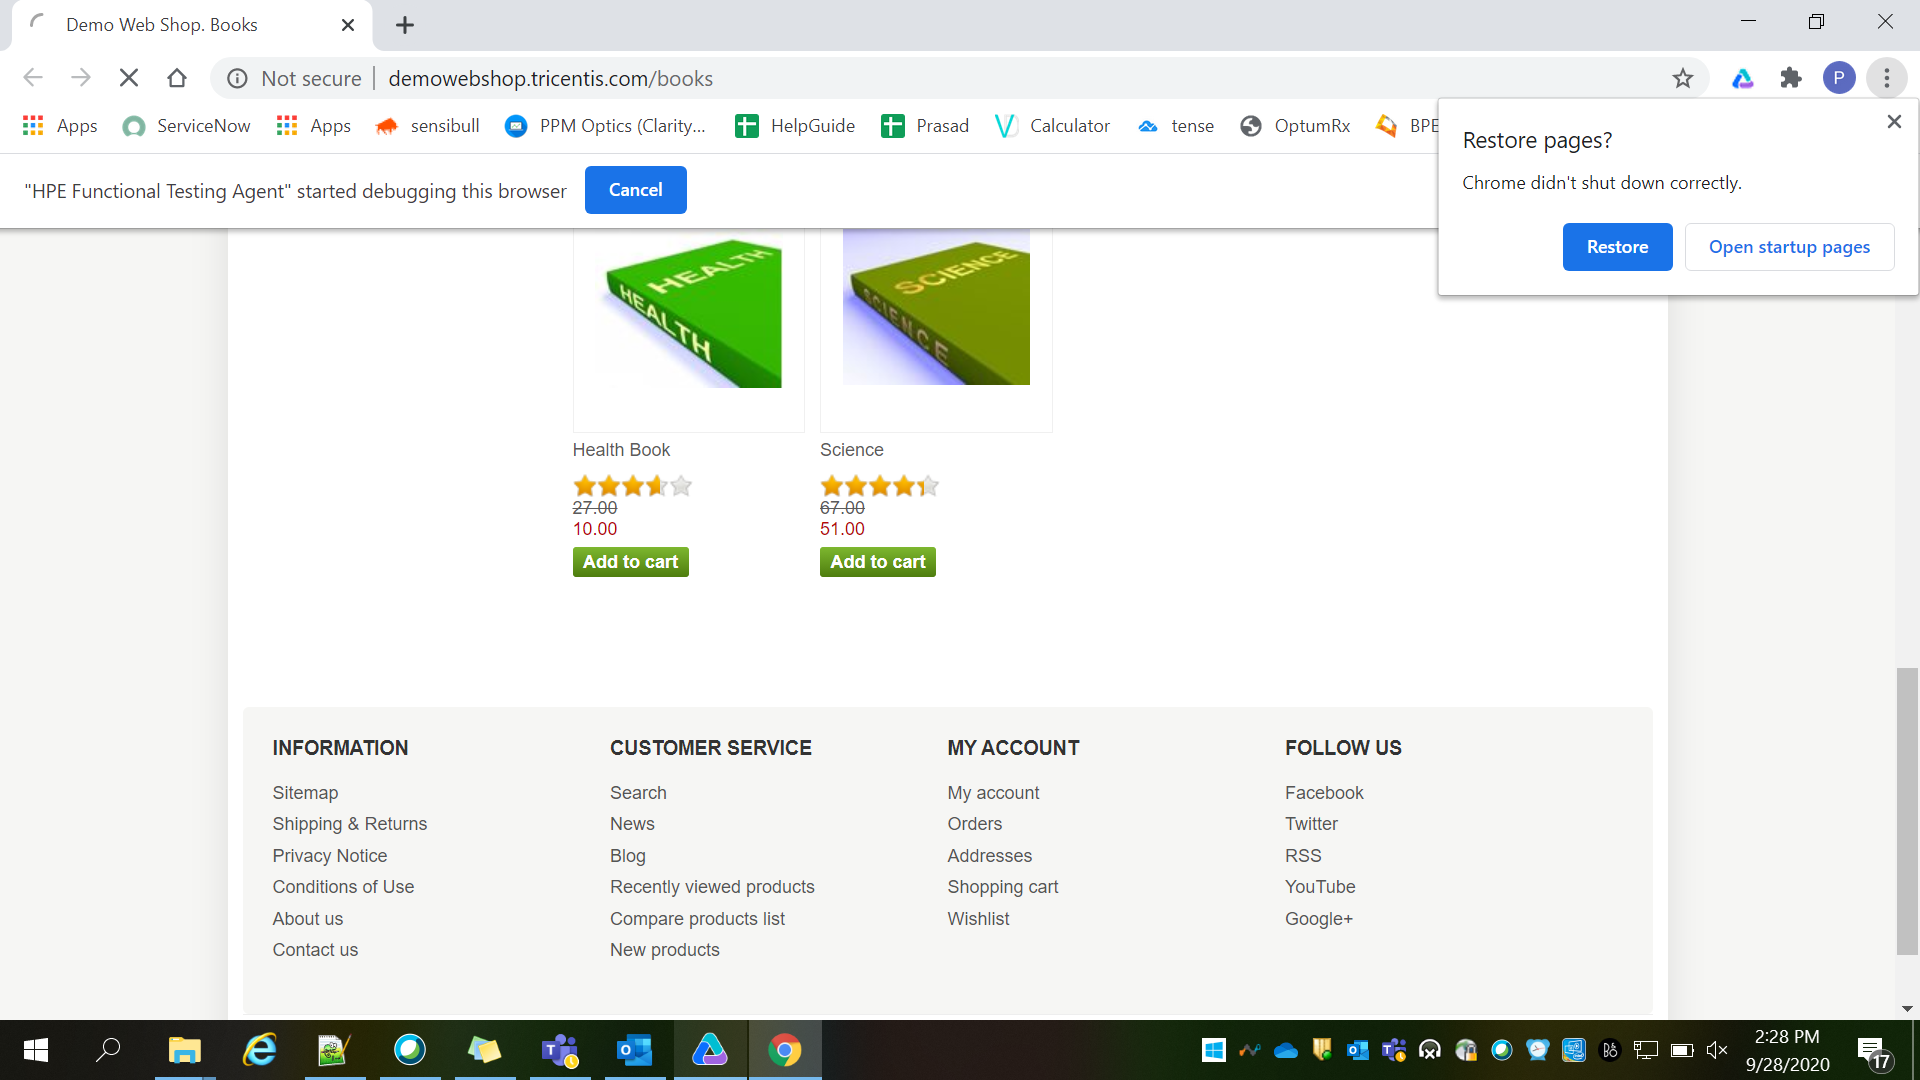 Demo Web Shop. Books
Not secure demowebshop.tricentis.com/books
P
Apps ServiceNow Apps sensibull PPM Optics (Clarity... HelpGuide Prasad Calculator tense OptumRx BPE
Restore pages?
Chrome didn't shut down correctly.
Restore Open startup pages
"HPE Functional Testing Agent" started debugging this browser Cancel
HEALTH
HEALTH
SCIENCE
SCIENCE
Health Book Science
27.00 67.00
10.00 51.00
Add to cart Add to cart
INFORMATION CUSTOMER SERVICE MY ACCOUNT FOLLOW US
Sitemap Search My account Facebook
Shipping & Returns News Orders Twitter
Privacy Notice Blog Addresses RSS
Conditions of Use Recently viewed products Shopping cart YouTube
About us Compare products list Wishlist Google+
Contact us New products
2:28 PM
9/28/2020
17